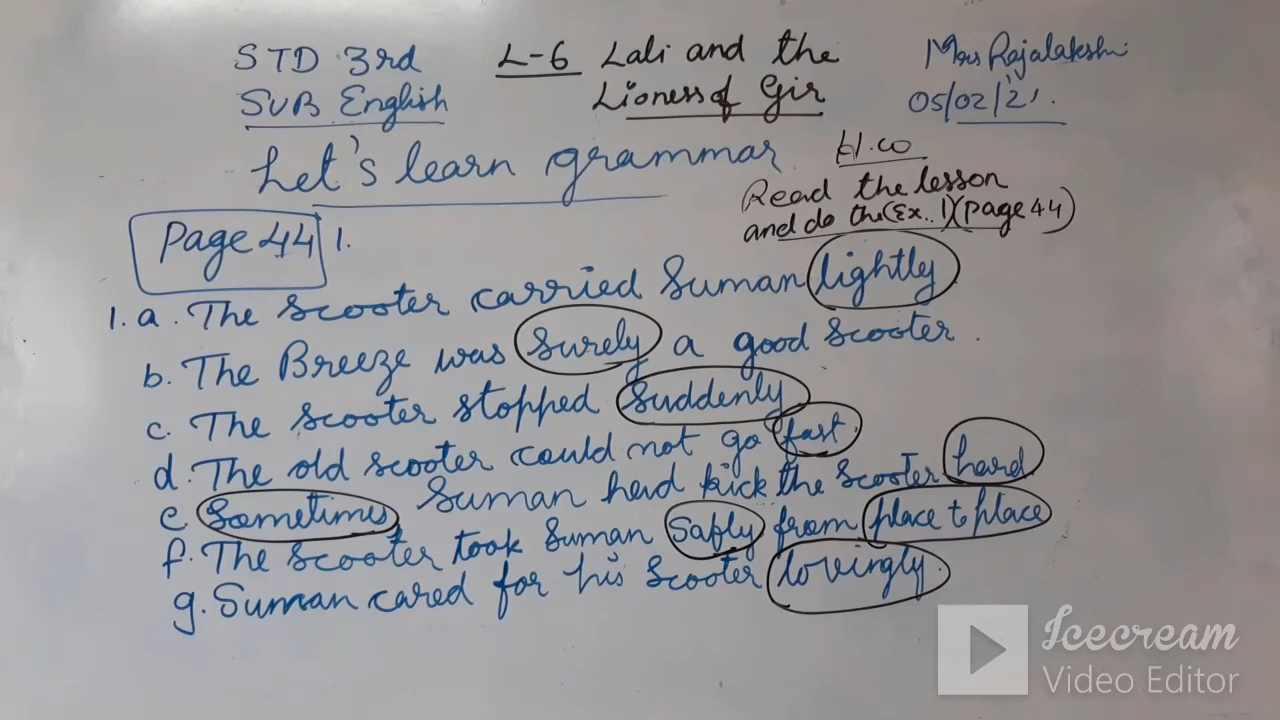 STD 3rd
SUB English
L-6 Lali and the
Lioness of Gir
Mrs Rajalakshmi
05/02/21.
Let's learn grammar
H.co
Read the lesson
and do the (Ex.. 1) (page 44)
Page 44 1.
1. a. The scooter carried Suman lightly
b. The Breeze was surely a good scooter.
c. The scooter stopped suddenly
d. The old scooter could not go fast.
e Sometimes, Suman had kick the scooter hard
f. The scooter took Suman safly from place to place
g. Suman cared for his scooter lovingly.
Icecream
Video Editor